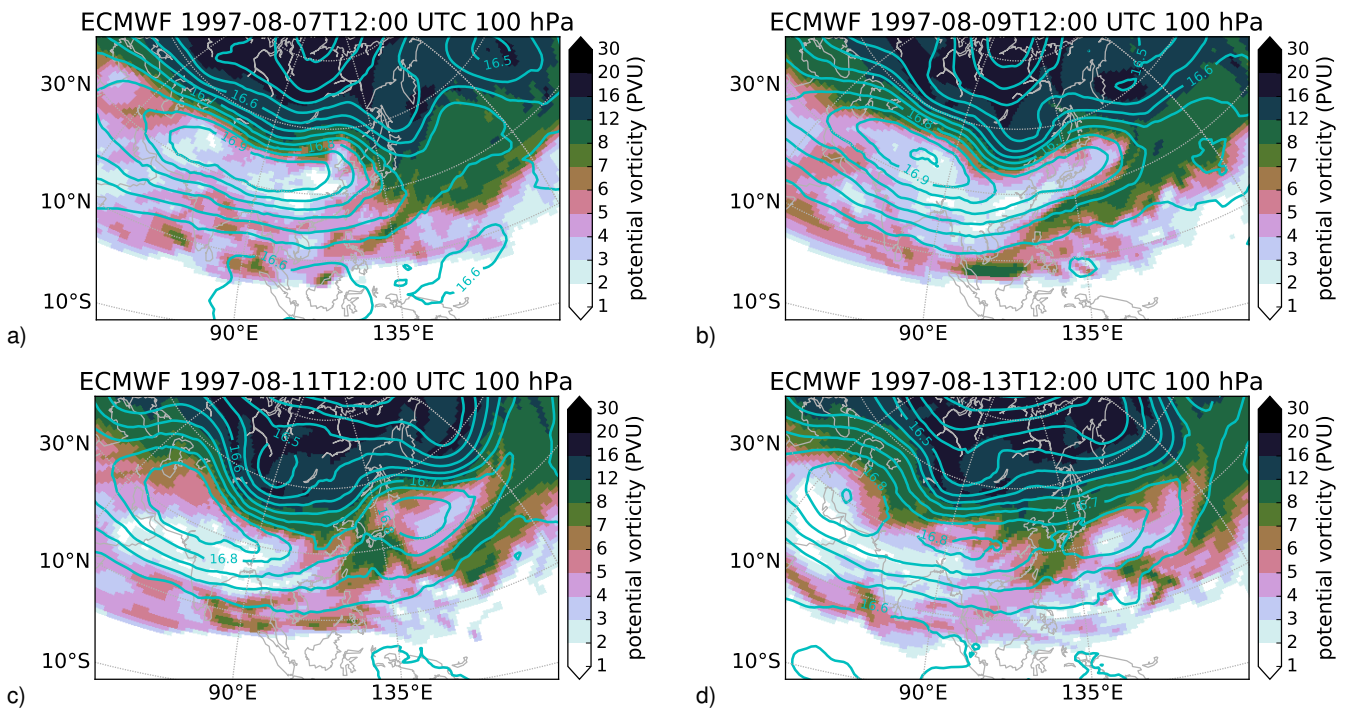 ECMWF 1997-08-07T12:00 UTC 100 hPa
30°N
10°N
10°S
90°E
135°E
16.5
16.6
16.6
16.6
30
20
16
12
8
7
6
5
4
3
2
1
potential vorticity (PVU)
a)
ECMWF 1997-08-09T12:00 UTC 100 hPa
30°N
10°N
10°S
90°E
135°E
16.5
16.6
16.9
30
20
16
12
8
7
6
5
4
3
2
1
potential vorticity (PVU)
b)
ECMWF 1997-08-11T12:00 UTC 100 hPa
30°N
10°N
10°S
90°E
135°E
16.5
16.6
16.8
30
20
16
12
8
7
6
5
4
3
2
1
potential vorticity (PVU)
c)
ECMWF 1997-08-13T12:00 UTC 100 hPa
30°N
10°N
10°S
90°E
135°E
16.5
16.8
16.8
16.6
30
20
16
12
8
7
6
5
4
3
2
1
potential vorticity (PVU)
d)